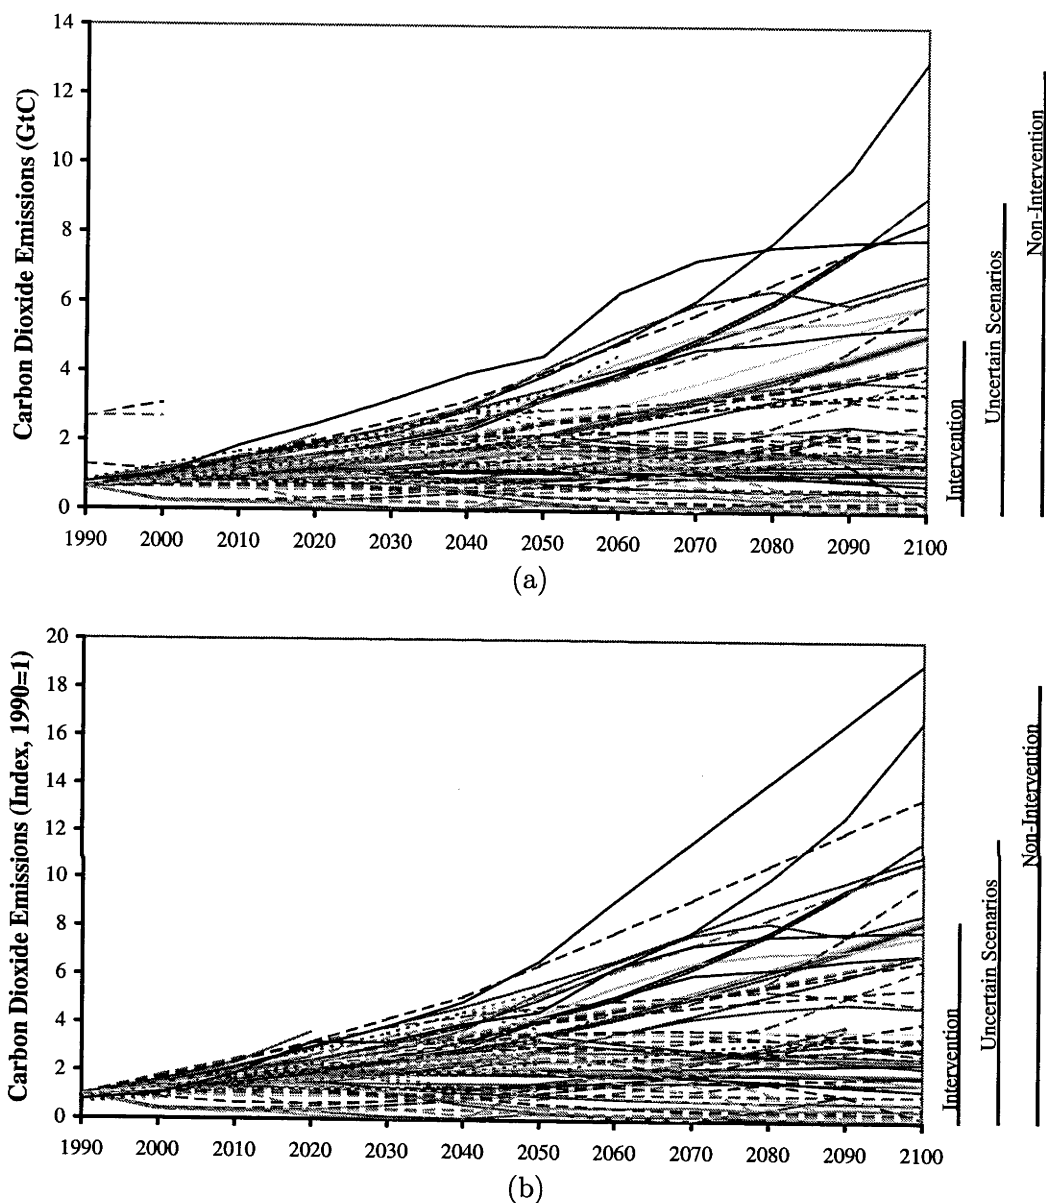 Carbon Dioxide Emissions (GtC)
14
12
10
8
6
4
2
0
1990 2000 2010 2020 2030 2040 2050 2060 2070 2080 2090 2100
Intervention
Uncertain Scenarios
Non-Intervention
(a)
Carbon Dioxide Emissions (Index, 1990=1)
20
18
16
14
12
10
8
6
4
2
0
1990 2000 2010 2020 2030 2040 2050 2060 2070 2080 2090 2100
Intervention
Uncertain Scenarios
Non-Intervention
(b)